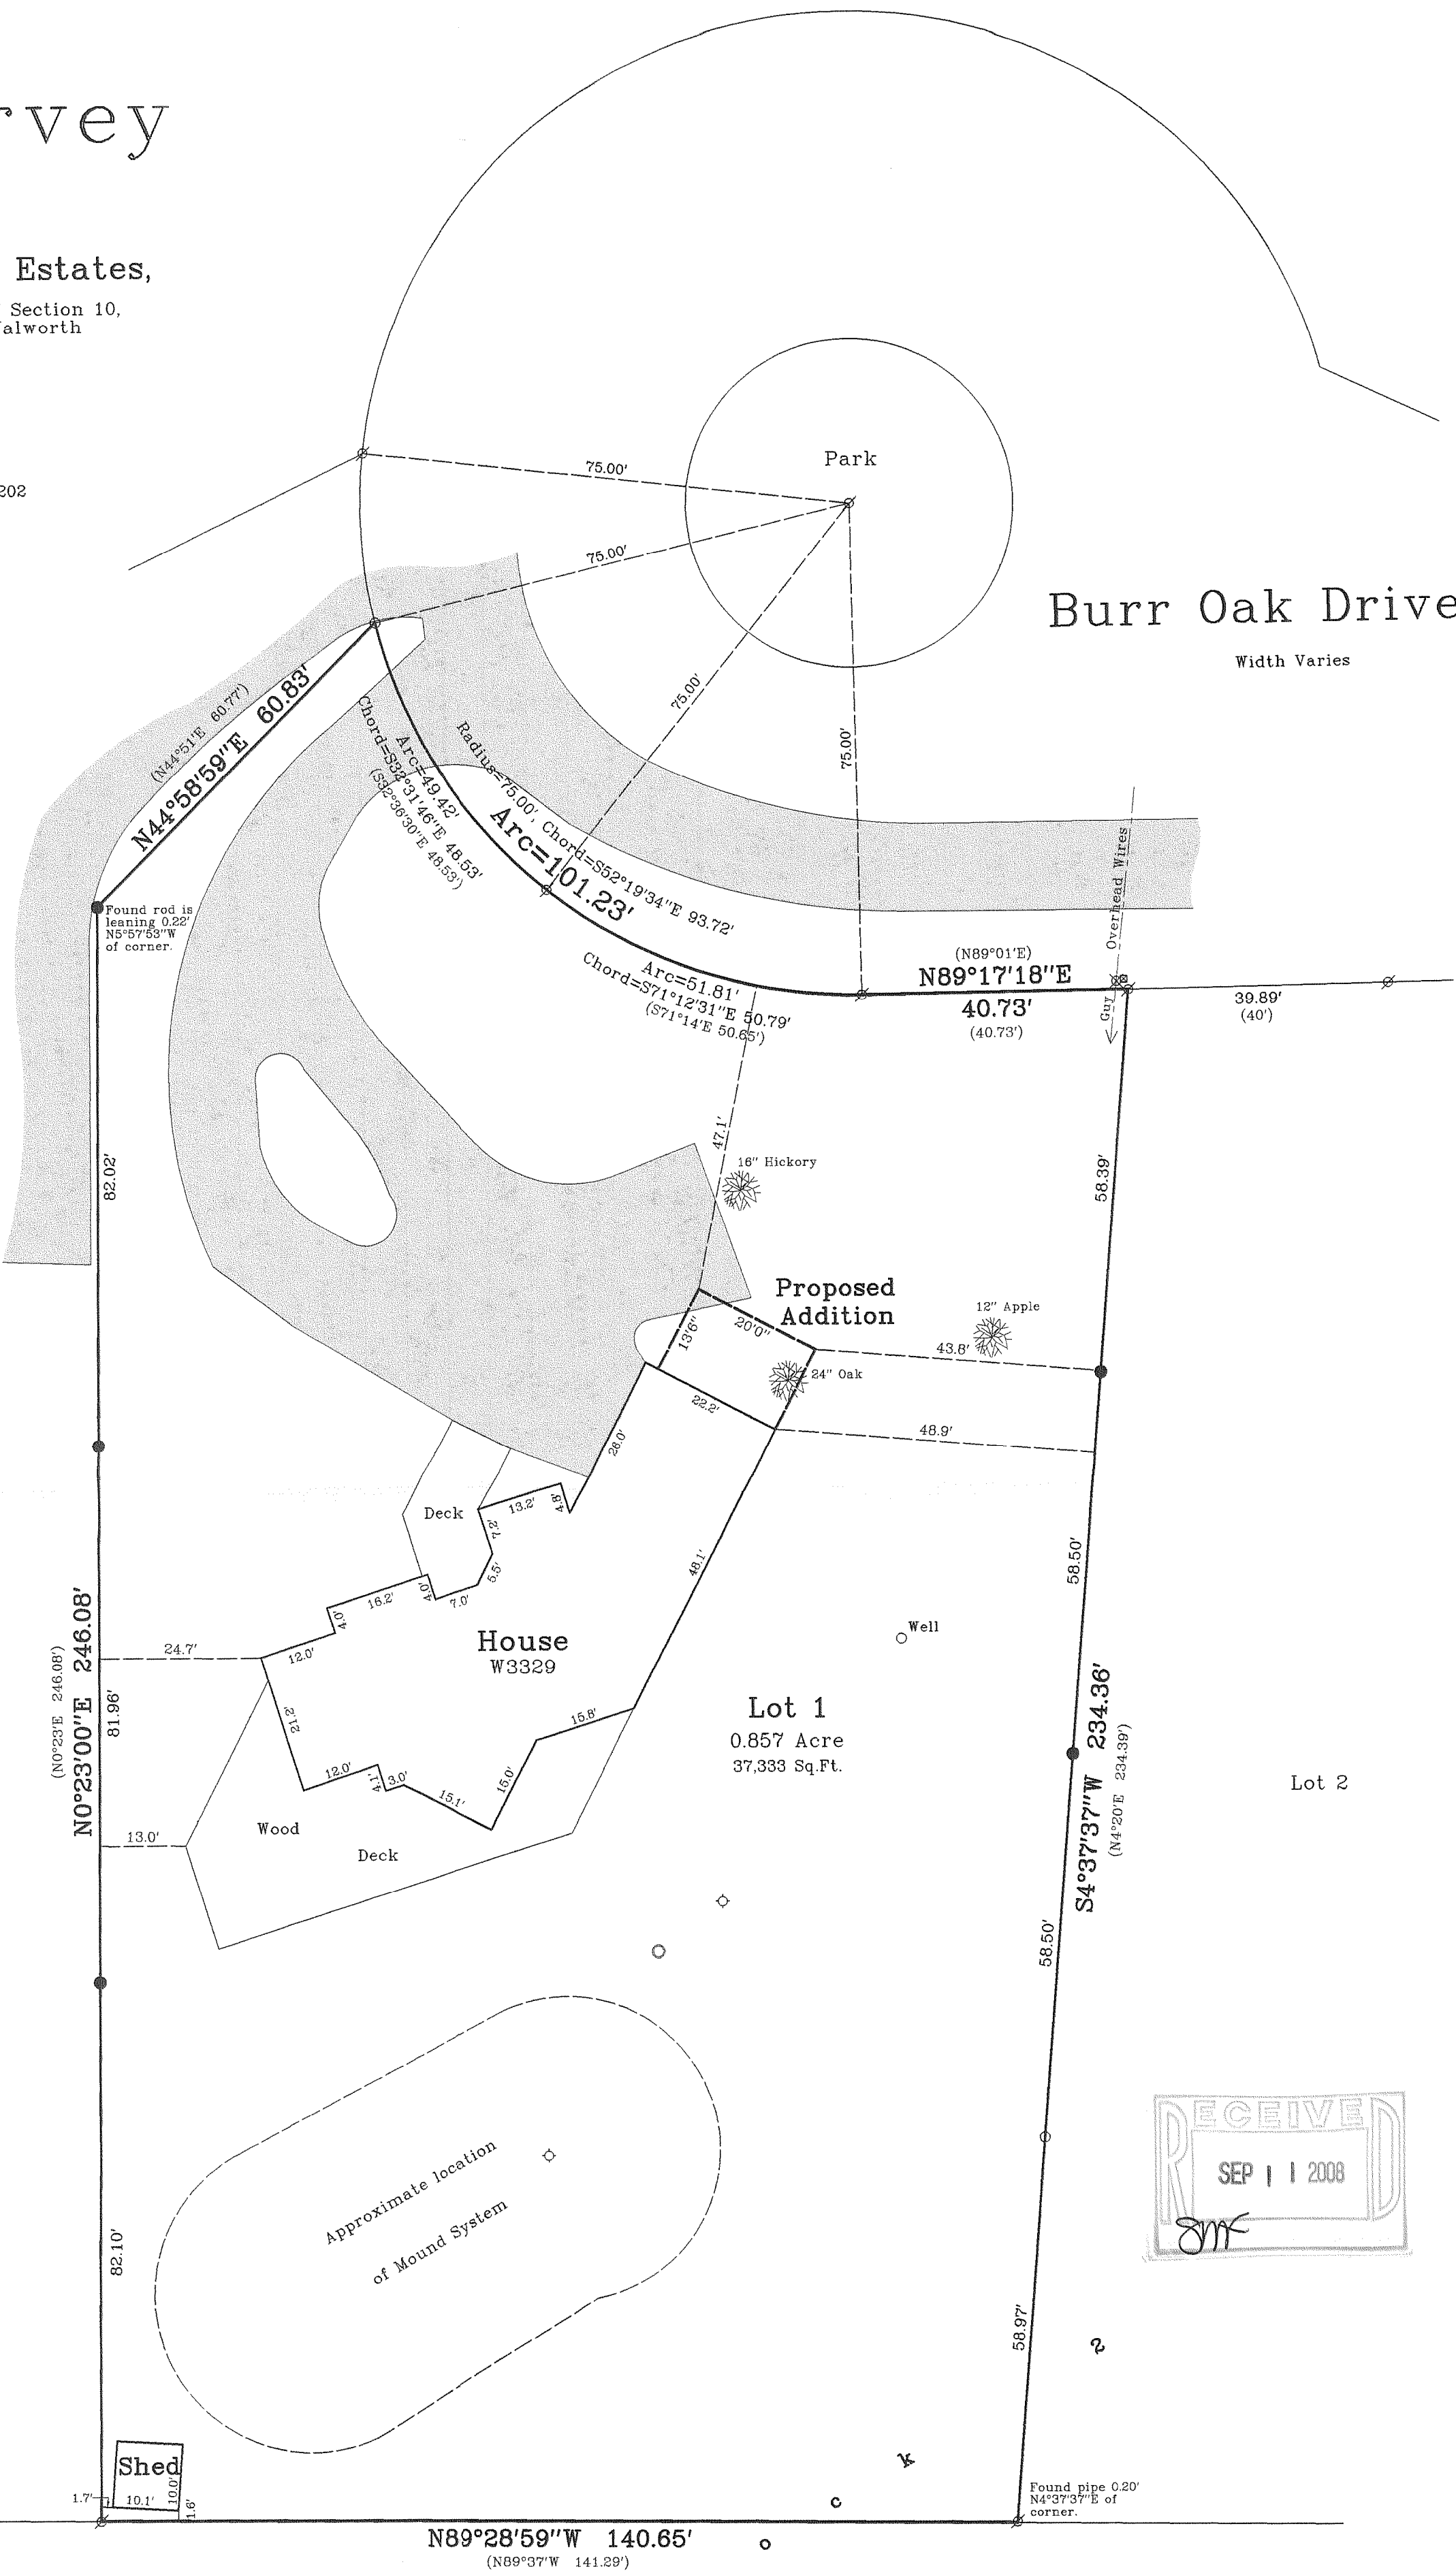 rvey
Estates,
Section 10,
alworth
202
Park
75.00'
75.00'
75.00'
75.00'
Burr Oak Drive
Width Varies
(N44°51'E 60.77')
N44°58'59"E 60.83'
Found rod is
leaning 0.22'
N5°57'53"W
of corner.
Radius=75.00', Chord=S52°19'34"E 93.72'
Arc=101.23'
Arc=49.42'
Chord=S32°31'46"E 48.53'
(S32°36'30"E 48.53')
Arc=51.81'
Chord=S71°12'31"E 50.79'
(S71°14'E 50.65')
Overhead Wires
Guy
(N89°01'E)
N89°17'18"E
40.73'
(40.73')
39.89'
(40')
82.02'
47.1'
16" Hickory
58.39'
Proposed
Addition
12" Apple
13'6"
20'0"
43.8'
24" Oak
22.2'
48.9'
26.0'
Deck
13.2'
4.8'
7.2'
5.5'
4.0'
7.0'
16.2'
4.0'
12.0'
24.7'
48.1'
58.50'
House
W3329
Well
N0°23'00"E 246.08'
(N0°23'E 246.08')
81.96'
21.2'
15.8'
Lot 1
0.857 Acre
37,333 Sq.Ft.
S4°37'37"W 234.36'
(N4°20'E 234.39')
Lot 2
12.0'
4.1'
3.0'
15.1'
15.0'
Wood
Deck
13.0'
58.50'
RECEIVED
SEP 11 2008
SMK
Approximate location
of Mound System
82.10'
58.97'
2
k
c
o
Shed
10.0'
10.1'
1.7'
1.6'
Found pipe 0.20'
N4°37'37"E of
corner.
N89°28'59"W 140.65'
(N89°37'W 141.29')